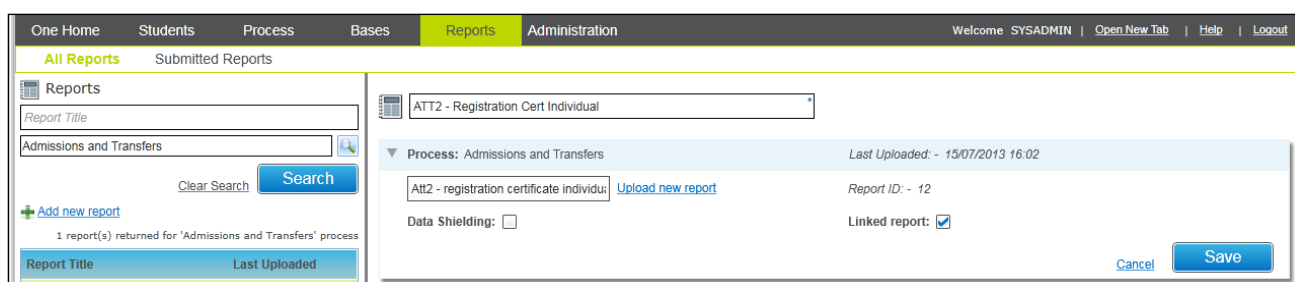 One Home Students Process Bases Reports Administration Welcome SYSADMIN | Open New Tab | Help | Logout
All Reports Submitted Reports
Reports
Report Title
Admissions and Transfers
Clear Search Search
Add new report
1 report(s) returned for 'Admissions and Transfers' process
Report Title Last Uploaded
ATT2 - Registration Cert Individual *
Process: Admissions and Transfers Last Uploaded: - 15/07/2013 16:02
Att2 - registration certificate individu Upload new report Report ID: - 12
Data Shielding: Linked report:
Cancel Save